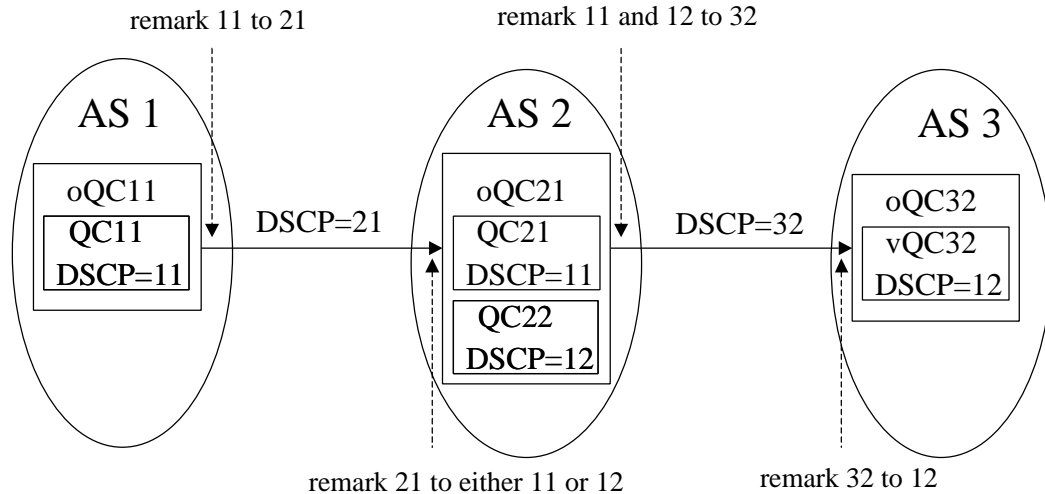 remark 11 to 21
remark 11 and 12 to 32
AS 1
AS 2
AS 3
oQC11
QC11
DSCP=11
DSCP=21
oQC21
QC21
DSCP=11
QC22
DSCP=12
DSCP=32
oQC32
vQC32
DSCP=12
remark 21 to either 11 or 12
remark 32 to 12